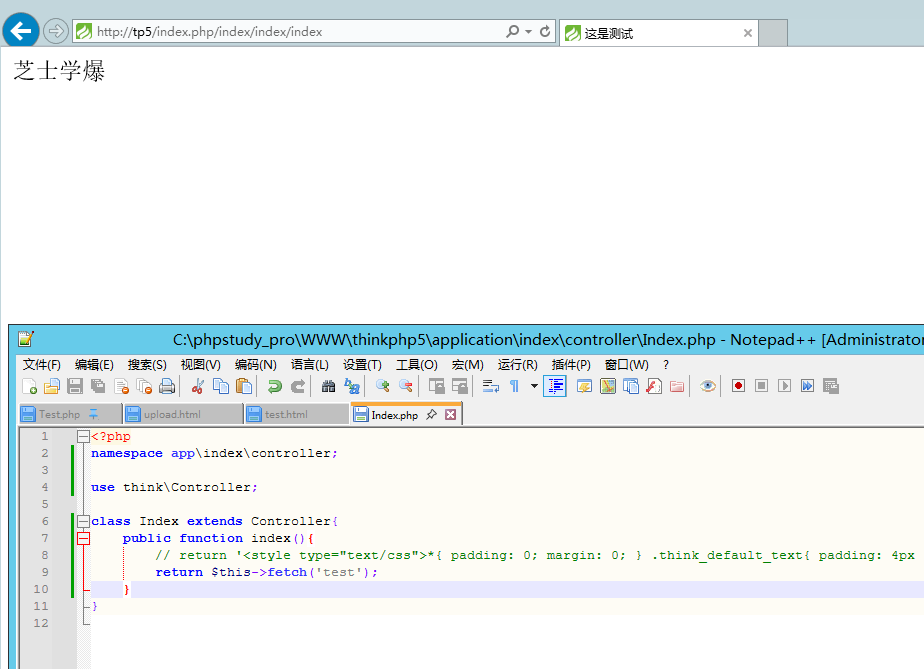 http://tp5/index.php/index/index/index
这是测试
芝士学爆
C:\phpstudy_pro\WWW\thinkphp5\application\index\controller\Index.php - Notepad++ [Administrator
文件(F) 编辑(E) 搜索(S) 视图(V) 编码(N) 语言(L) 设置(T) 工具(O) 宏(M) 运行(R) 插件(P) 窗口(W) ?
Test.php upload.html test.html Index.php
1 <?php
2 namespace app\index\controller;
3
4 use think\Controller;
5
6 class Index extends Controller{
7 public function index(){
8 // return '<style type="text/css">*{ padding: 0; margin: 0; } .think_default_text{ padding: 4px
9 return $this->fetch('test');
10 }
11 }
12